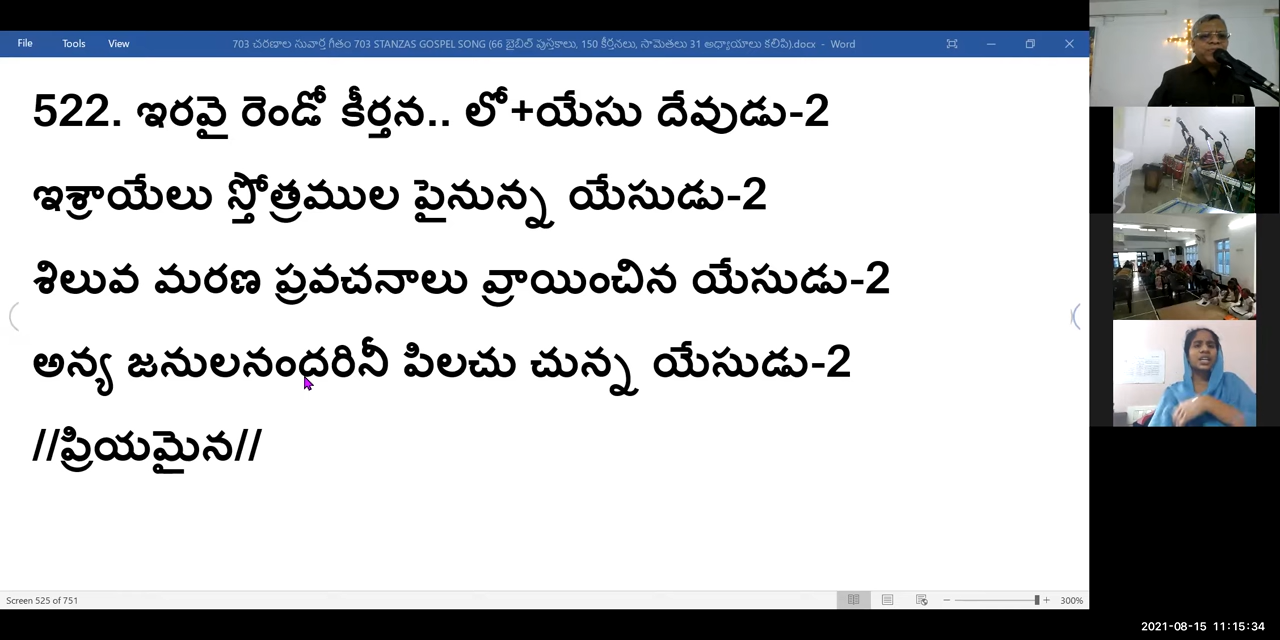 File Tools View 703 చరణాల సువార్త గీతం 703 STANZAS GOSPEL SONG (66 బైబిల్ పుస్తకాలు, 150 కీర్తనలు, సామెతలు 31 అధ్యాయాలు కలిపి).docx - Word
522. ఇరవై రెండో కీర్తన.. లో+యేసు దేవుడు-2
ఇశ్రాయేలు స్తోత్రముల పైనున్న యేసుడు-2
శిలువ మరణ ప్రవచనాలు వ్రాయించిన యేసుడు-2
అన్య జనులనందరినీ పిలచు చున్న యేసుడు-2
//ప్రియమైన//
Screen 525 of 751 300%
2021-08-15 11:15:34